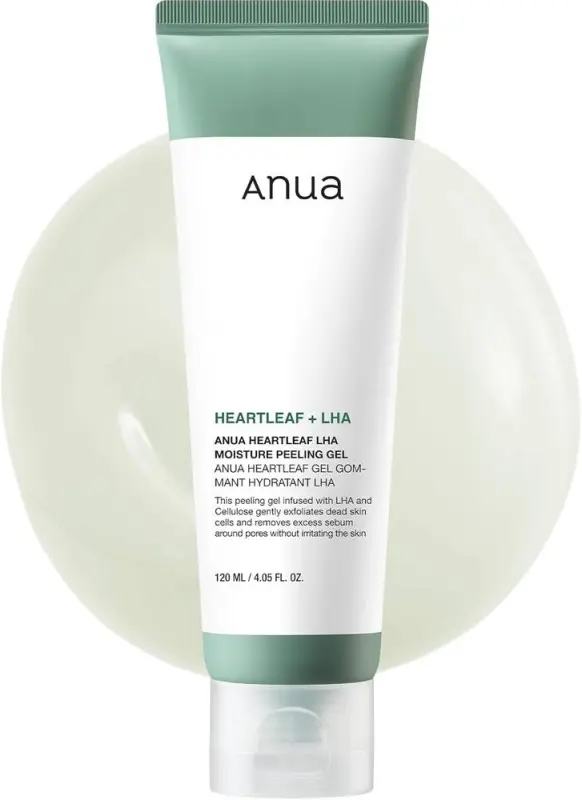 Anua
HEARTLEAF + LHA
ANUA HEARTLEAF LHA
MOISTURE PEELING GEL
ANUA HEARTLEAF GEL GOM-
MANT HYDRATANT LHA
This peeling gel infused with LHA and
Cellulose gently exfoliates dead skin
cells and removes excess sebum
around pores without irritating the skin
120 ML / 4.05 FL. OZ.